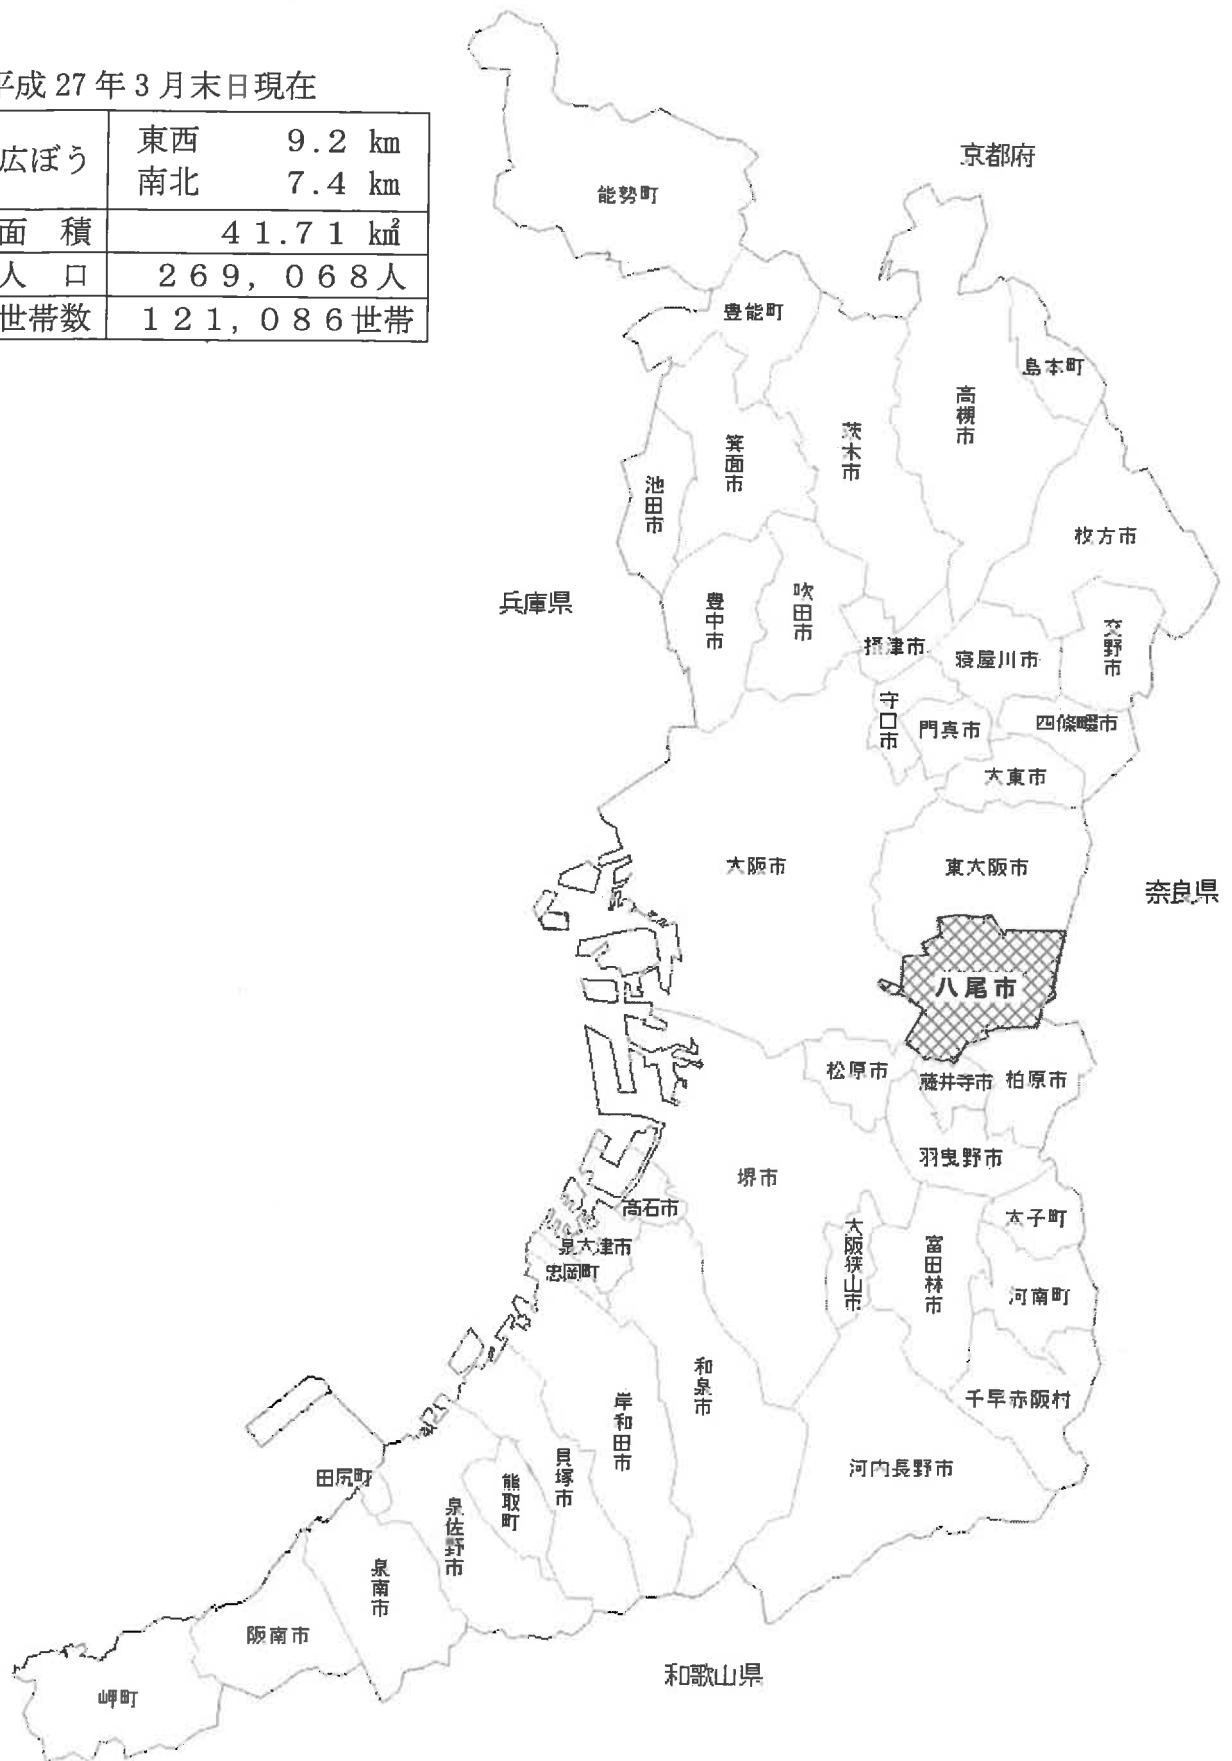 平成27年3月末日現在
広ぼう 東西 9.2 km
南北 7.4 km
面 積 41.71 km²
人 口 269,068人
世帯数 121,086世帯
京都府
能勢町
豊能町
島本町
高槻市
茨木市
箕面市
池田市
枚方市
兵庫県
豊中市
吹田市
摂津市
寝屋川市
交野市
守口市
門真市
四條畷市
大東市
大阪市
東大阪市
奈良県
八尾市
松原市
藤井寺市
柏原市
羽曳野市
堺市
高石市
太子町
大阪狭山市
富田林市
泉大津市
忠岡町
河南町
和泉市
岸和田市
千早赤阪村
貝塚市
河内長野市
田尻町
熊取町
泉佐野市
泉南市
阪南市
和歌山県
岬町